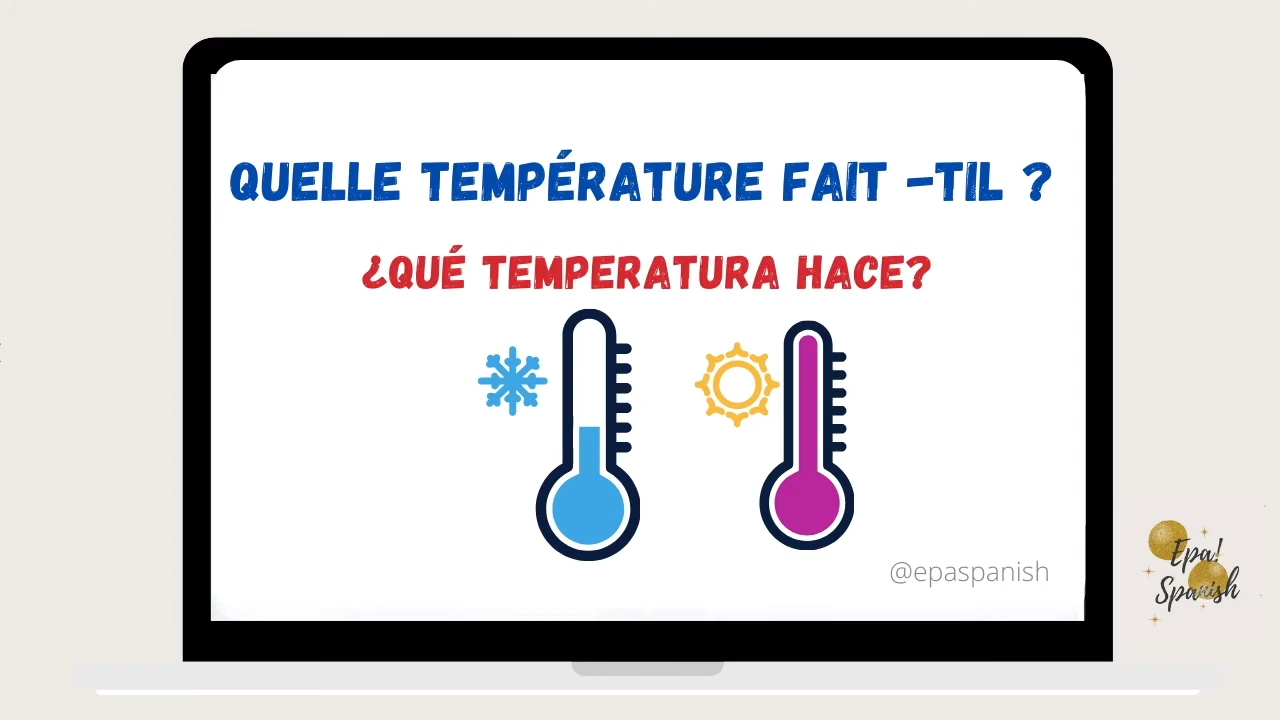 QUELLE TEMPÉRATURE FAIT -TIL ?
¿QUÉ TEMPERATURA HACE?
@epaspanish
Epa!
Spanish